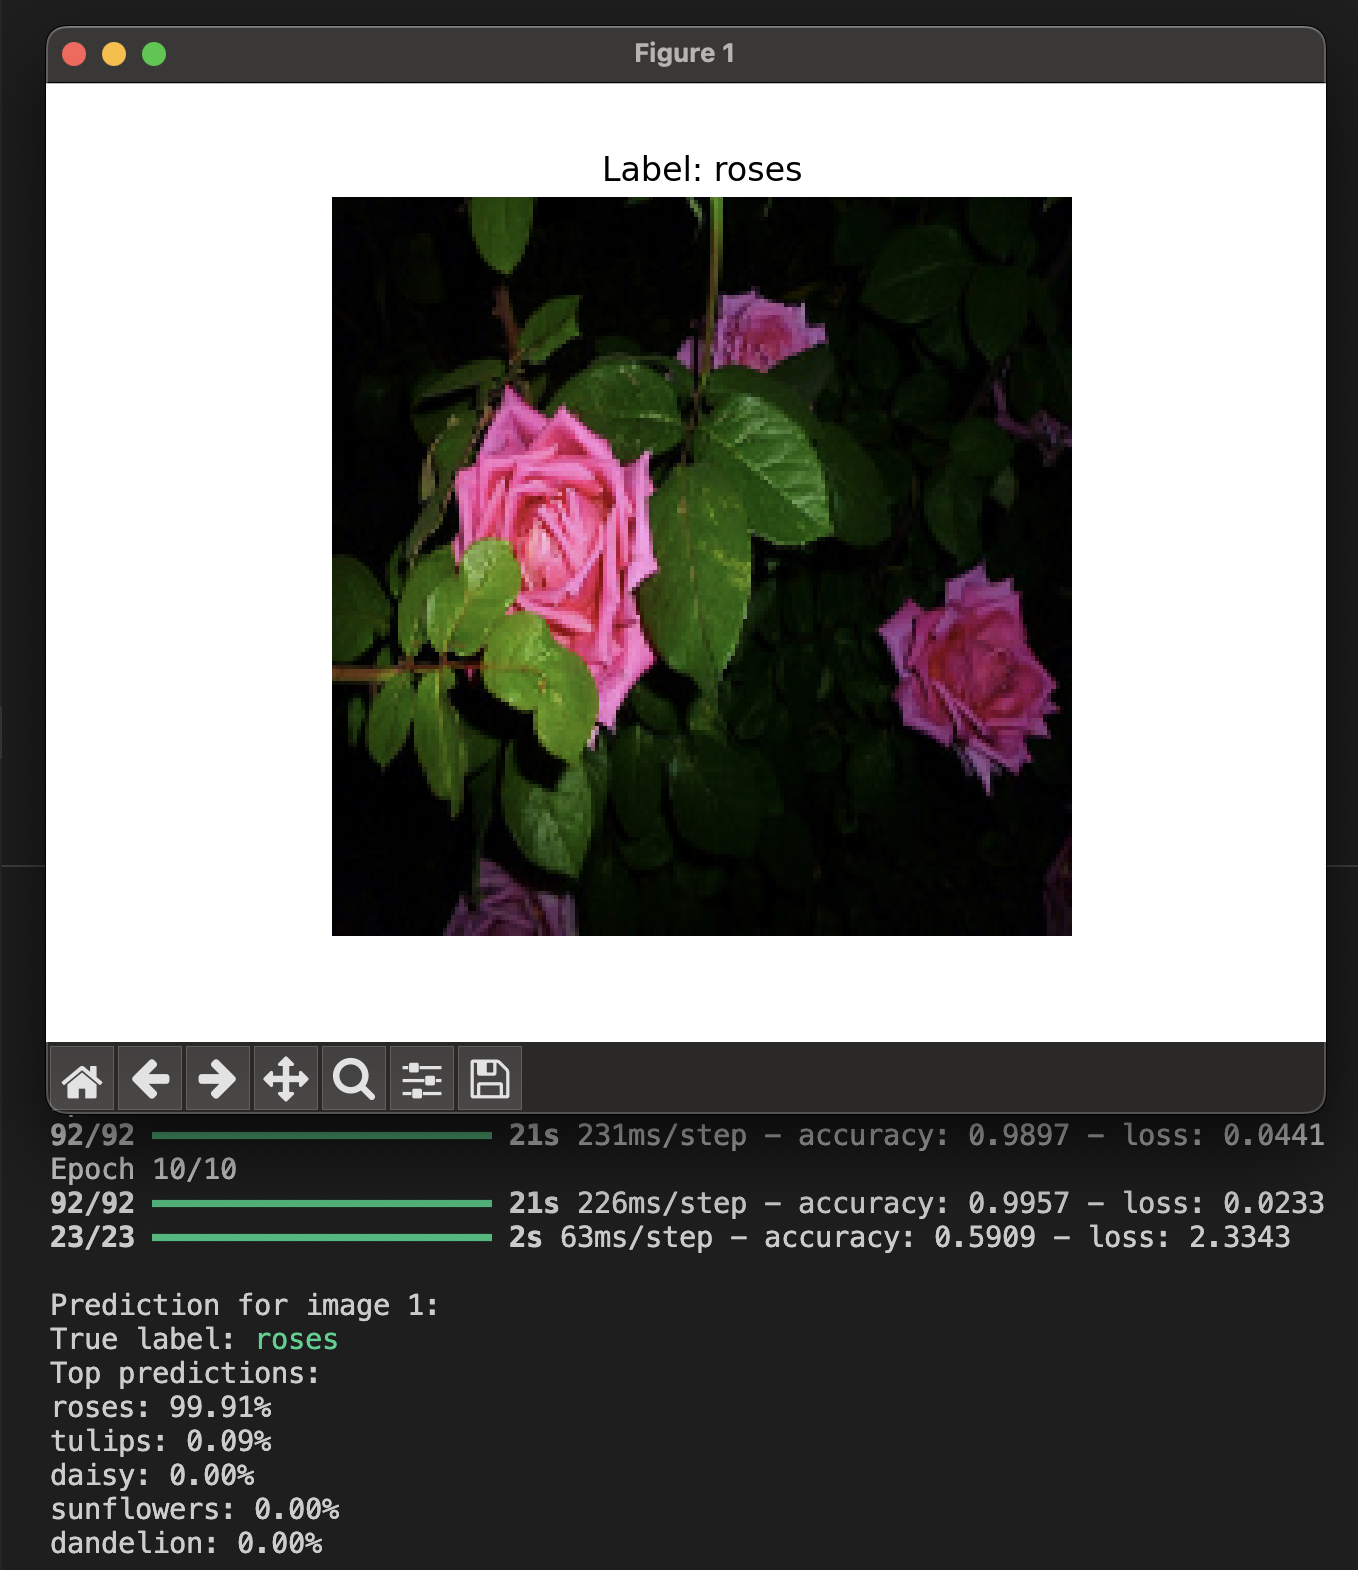 Figure 1
Label: roses
92/92 21s 231ms/step - accuracy: 0.9897 - loss: 0.0441
Epoch 10/10
92/92 21s 226ms/step - accuracy: 0.9957 - loss: 0.0233
23/23 2s 63ms/step - accuracy: 0.5909 - loss: 2.3343
Prediction for image 1:
True label: roses
Top predictions:
roses: 99.91%
tulips: 0.09%
daisy: 0.00%
sunflowers: 0.00%
dandelion: 0.00%